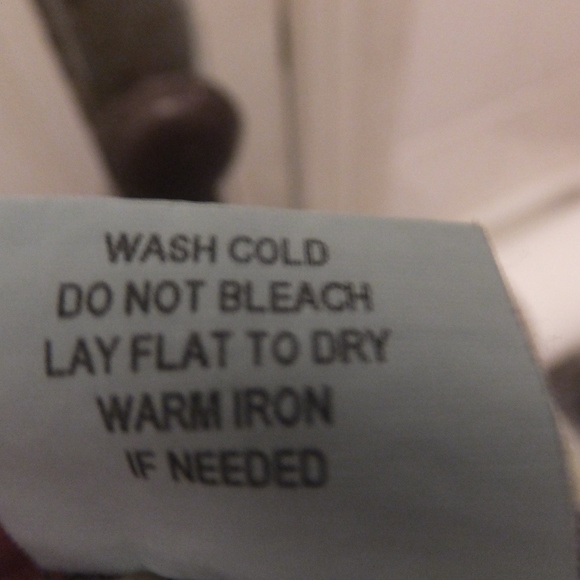 WASH COLD
DO NOT BLEACH
LAY FLAT TO DRY
WARM IRON
IF NEEDED